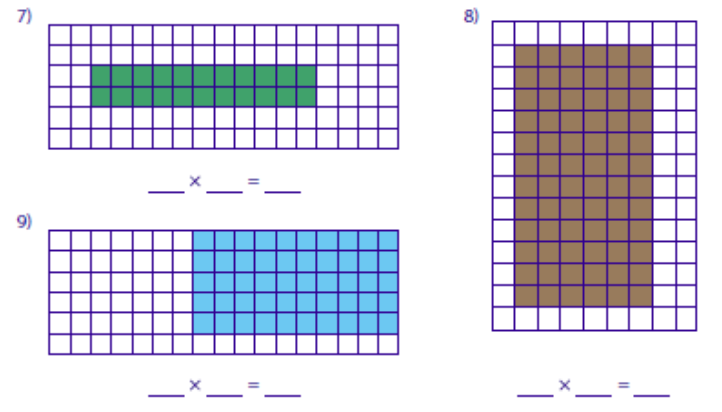 7)
8)
___ × ___ = ___
9)
___ × ___ = ___
___ × ___ = ___